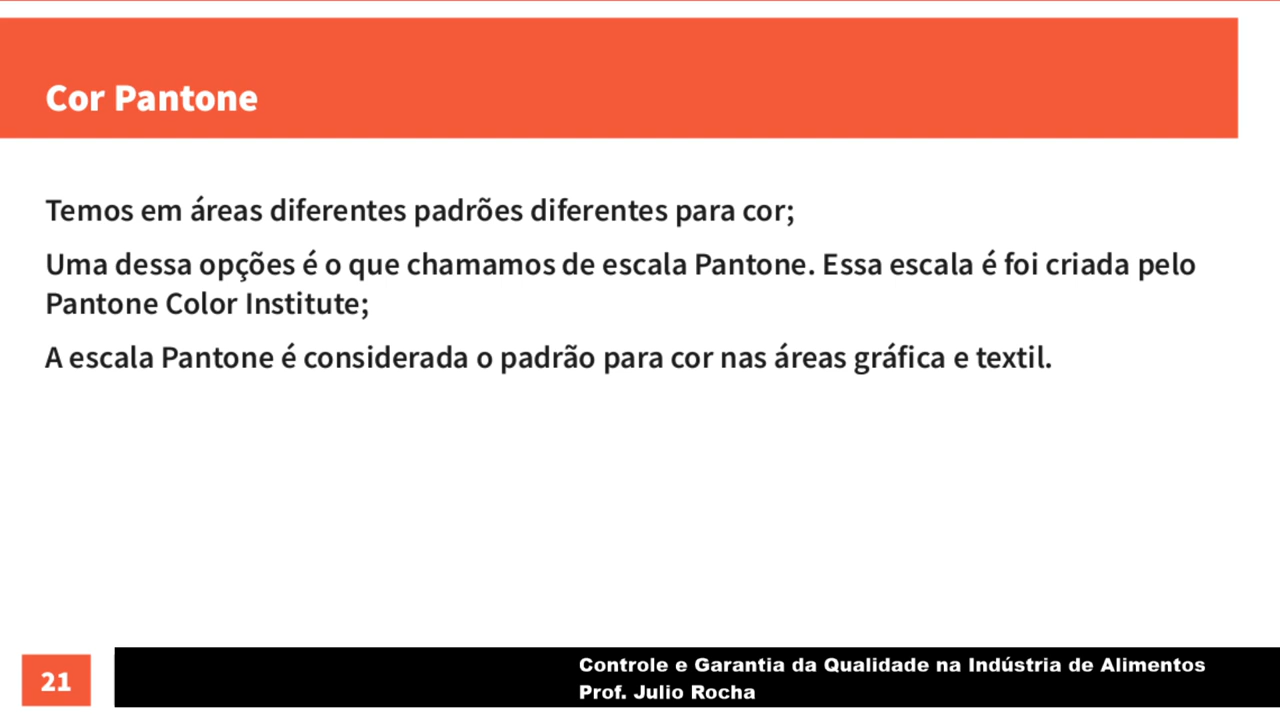 Cor Pantone
Temos em áreas diferentes padrões diferentes para cor;
Uma dessa opções é o que chamamos de escala Pantone. Essa escala é foi criada pelo
Pantone Color Institute;
A escala Pantone é considerada o padrão para cor nas áreas gráfica e textil.
21
Controle e Garantia da Qualidade na Indústria de Alimentos
Prof. Julio Rocha